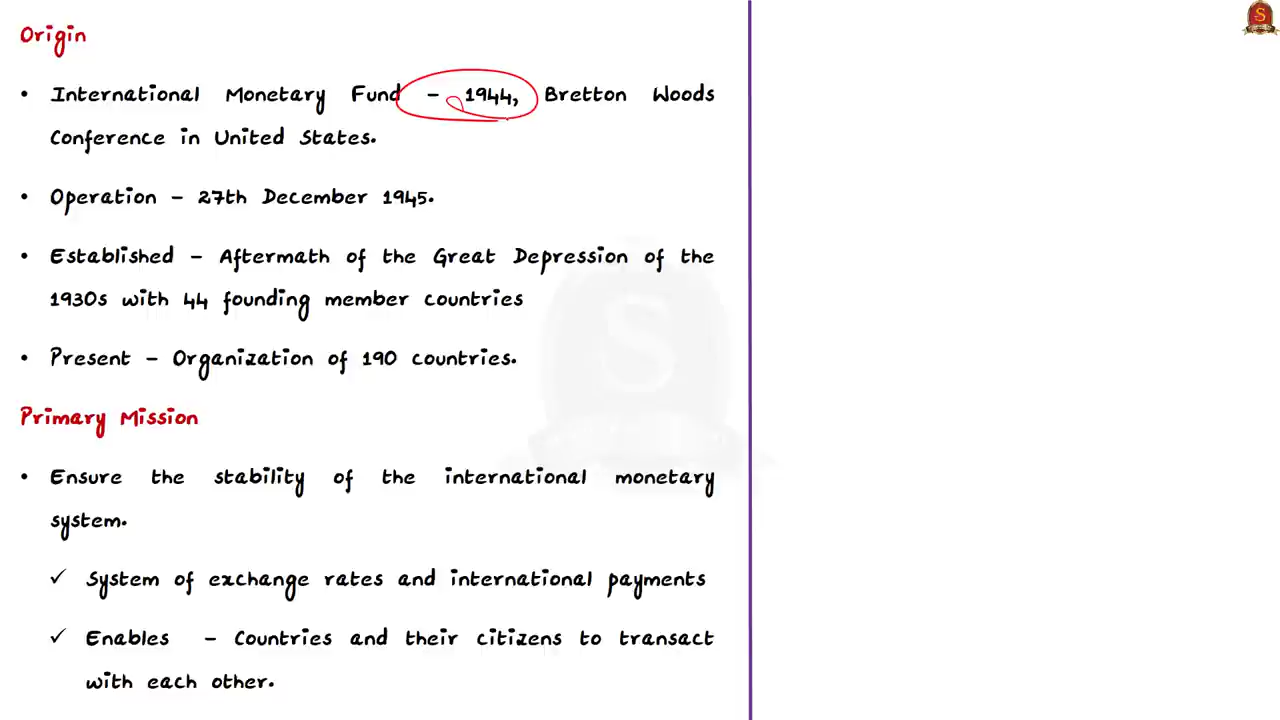 Origin
• International Monetary Fund - 1944, Bretton Woods
Conference in United States.
• Operation - 27th December 1945.
• Established - Aftermath of the Great Depression of the
1930s with 44 founding member countries
• Present - Organization of 190 countries.
Primary Mission
• Ensure the stability of the international monetary
system.
✓ System of exchange rates and international payments
✓ Enables - Countries and their citizens to transact
with each other.
S
S